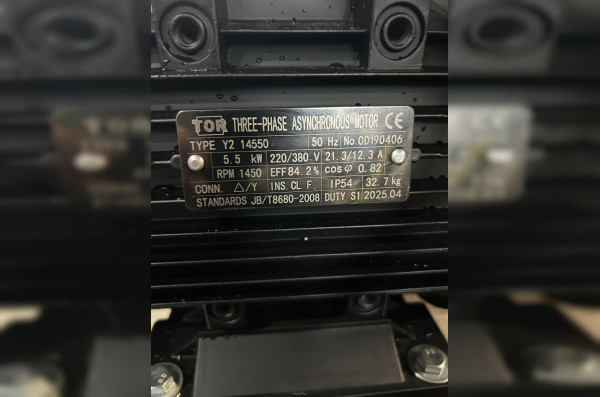 TOR THREE-PHASE ASYNCHRONOUS MOTOR CE
TYPE Y2 14550 50 Hz No.OD190406
5.5 kW 220/380 V 21.3/12.3 A
RPM 1450 EFF 84.2% cosφ 0.82
CONN. △/Y INS.CL F IP54 32.7kg
STANDARDS JB/T8680-2008 DUTY S1 2025.04